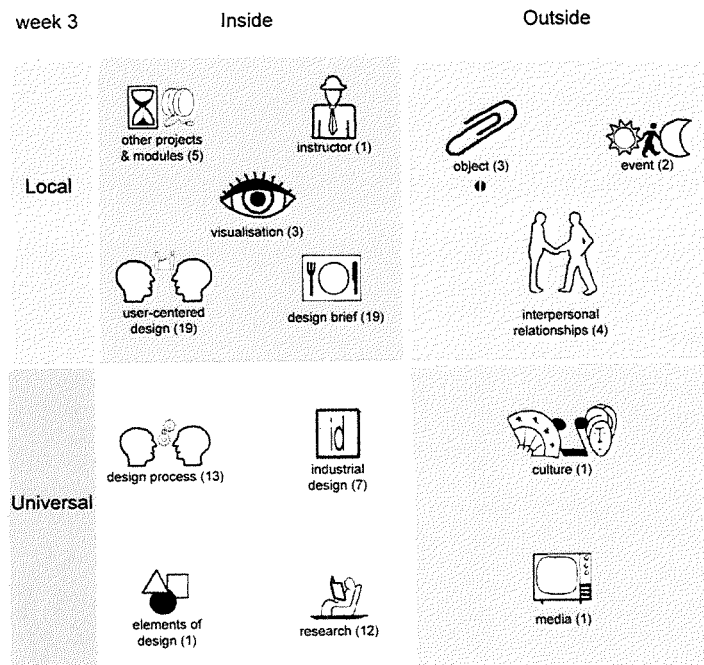 week 3
Inside
Outside
Local
other projects
& modules (5)
instructor (1)
object (3)
event (2)
visualisation (3)
user-centered
design (19)
design brief (19)
interpersonal
relationships (4)
Universal
design process (13)
id
industrial
design (7)
culture (1)
elements of
design (1)
research (12)
media (1)